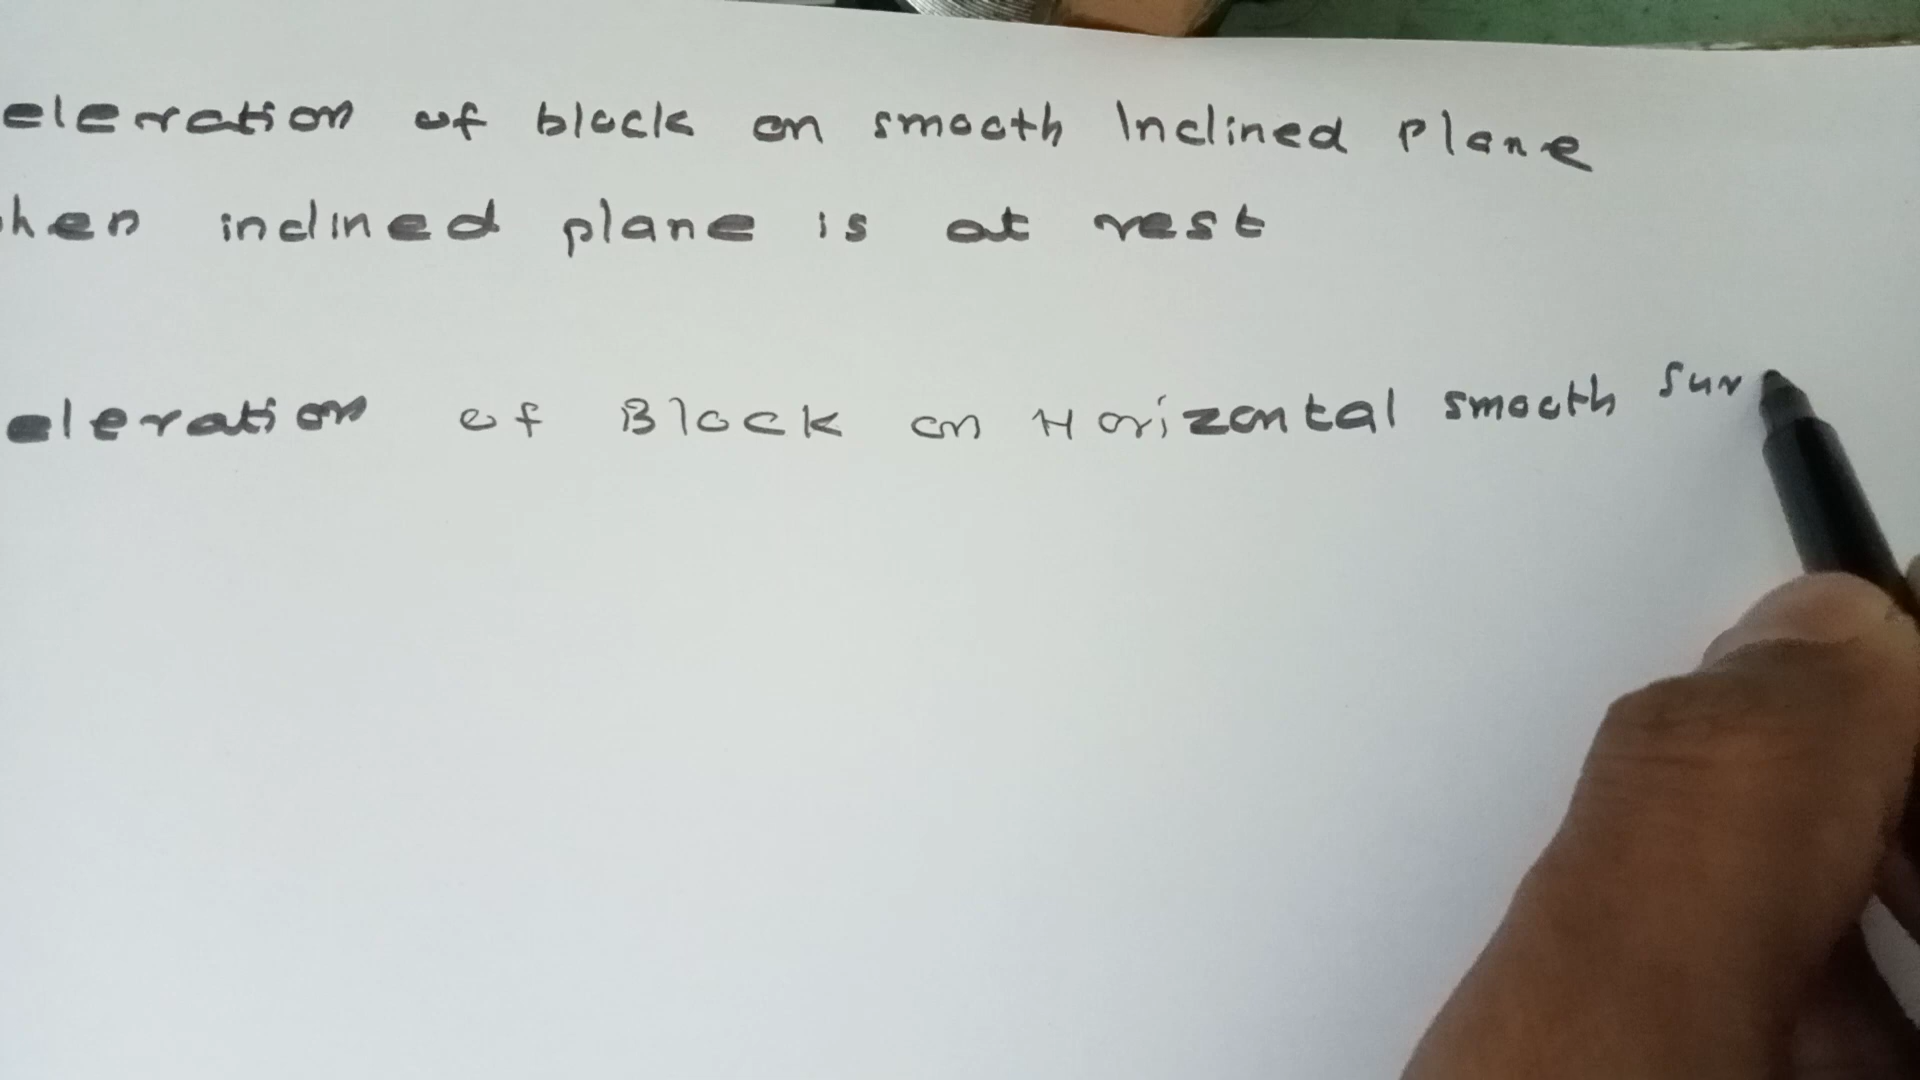 eleration of block on smooth Inclined Plane
hen inclined plane is at rest
eleration of Block on Horizontal smooth sur